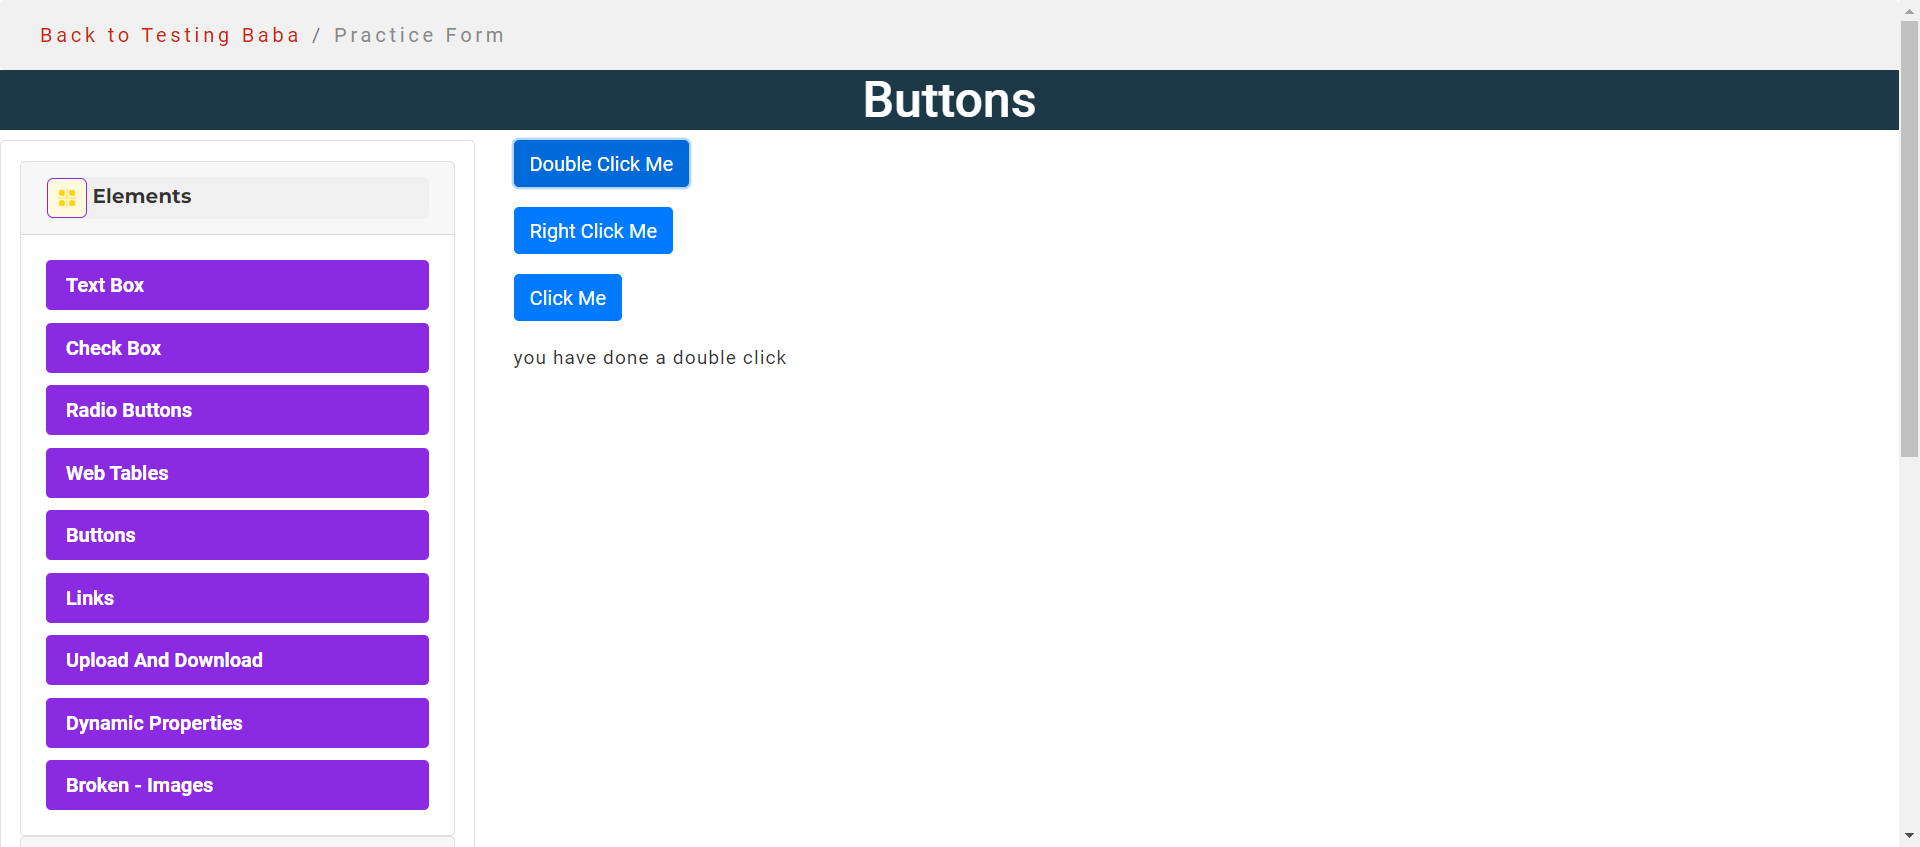 Back to Testing Baba / Practice Form
Buttons
Elements
Text Box
Check Box
Radio Buttons
Web Tables
Buttons
Links
Upload And Download
Dynamic Properties
Broken - Images
Double Click Me
Right Click Me
Click Me
you have done a double click